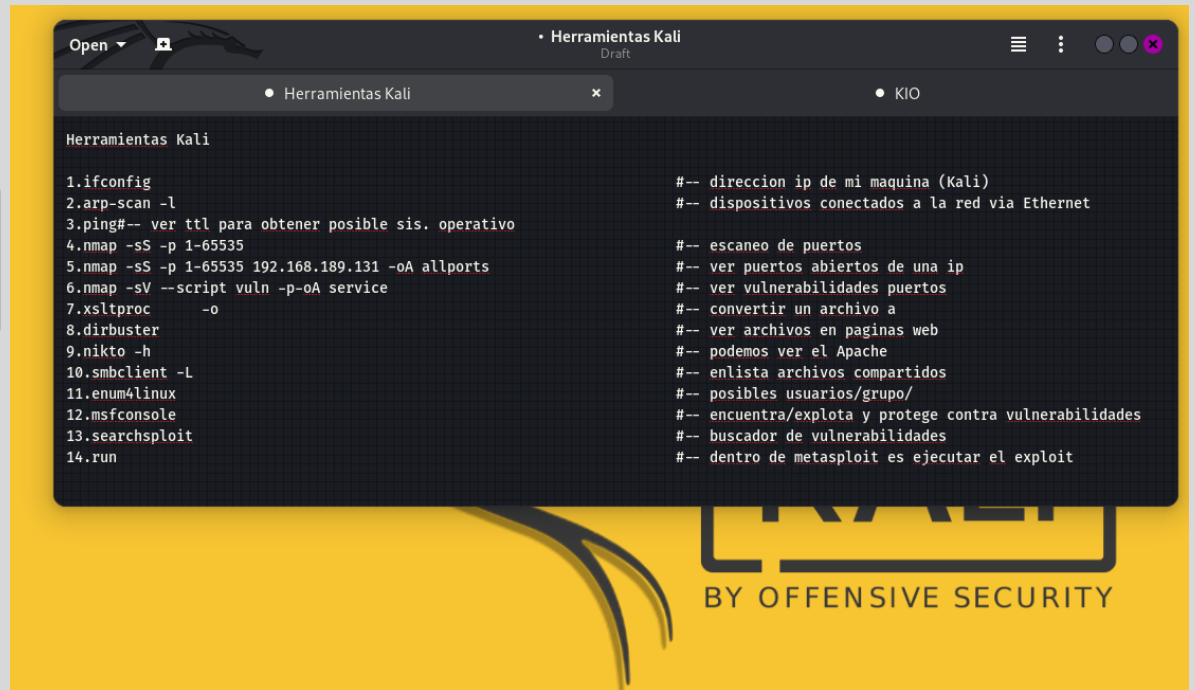 Open
• Herramientas Kali
Draft
● Herramientas Kali ×
● KIO
Herramientas Kali
1.ifconfig #-- direccion ip de mi maquina (Kali)
2.arp-scan -l #-- dispositivos conectados a la red via Ethernet
3.ping#-- ver ttl para obtener posible sis. operativo
4.nmap -sS -p 1-65535 #-- escaneo de puertos
5.nmap -sS -p 1-65535 192.168.189.131 -oA allports #-- ver puertos abiertos de una ip
6.nmap -sV --script vuln -p-oA service #-- ver vulnerabilidades puertos
7.xsltproc -o #-- convertir un archivo a
8.dirbuster #-- ver archivos en paginas web
9.nikto -h #-- podemos ver el Apache
10.smbclient -L #-- enlista archivos compartidos
11.enum4linux #-- posibles usuarios/grupo/
12.msfconsole #-- encuentra/explota y protege contra vulnerabilidades
13.searchsploit #-- buscador de vulnerabilidades
14.run #-- dentro de metasploit es ejecutar el exploit
BY OFFENSIVE SECURITY